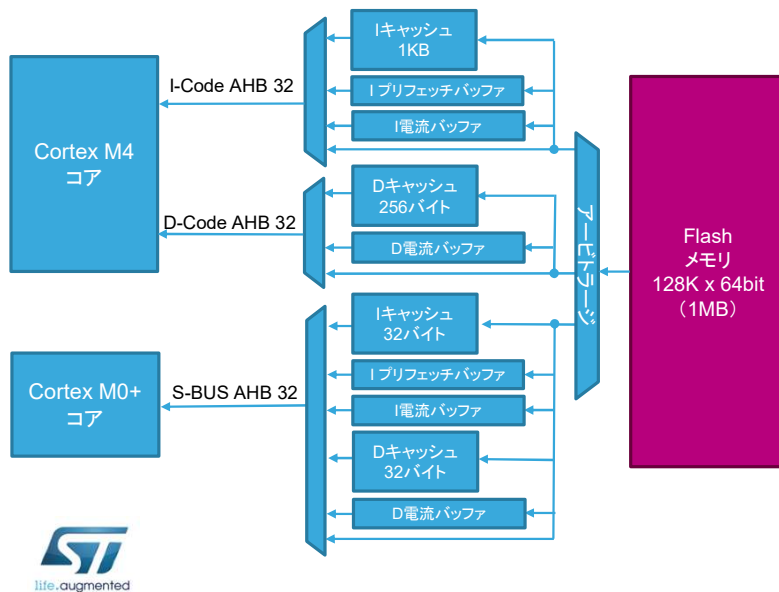 Iキャッシュ
1KB
I-Code AHB 32
I プリフェッチバッファ
I電流バッファ
Cortex M4
コア
Dキャッシュ
256バイト
D-Code AHB 32
D電流バッファ
アービトラージ
Flash
メモリ
128K x 64bit
（1MB）
Iキャッシュ
32バイト
I プリフェッチバッファ
Cortex M0+
コア
S-BUS AHB 32
I電流バッファ
Dキャッシュ
32バイト
D電流バッファ
ST
life.augmented